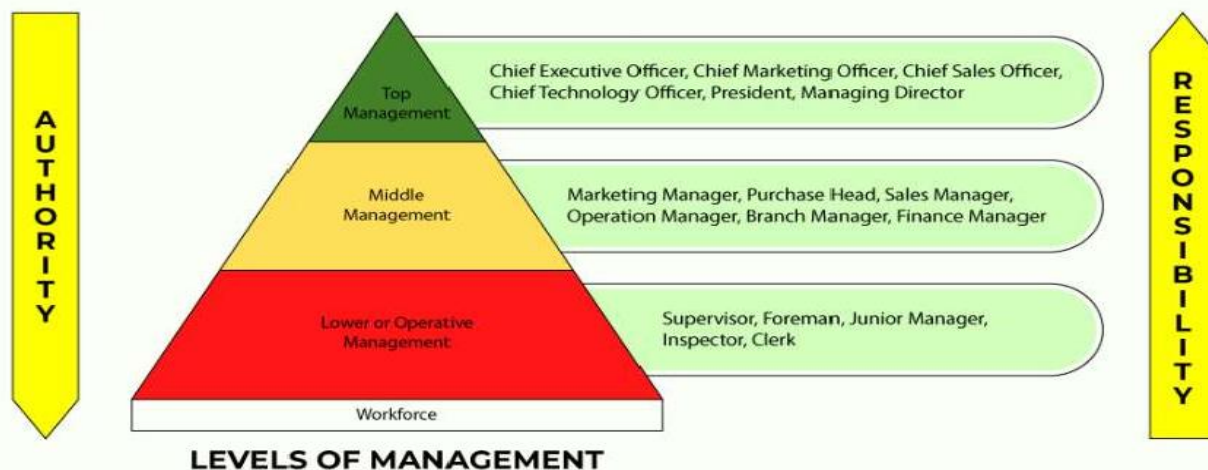 AUTHORITY
Top
Management
Chief Executive Officer, Chief Marketing Officer, Chief Sales Officer,
Chief Technology Officer, President, Managing Director
Middle
Management
Marketing Manager, Purchase Head, Sales Manager,
Operation Manager, Branch Manager, Finance Manager
Lower or Operative
Management
Supervisor, Foreman, Junior Manager,
Inspector, Clerk
Workforce
RESPONSIBILITY
LEVELS OF MANAGEMENT